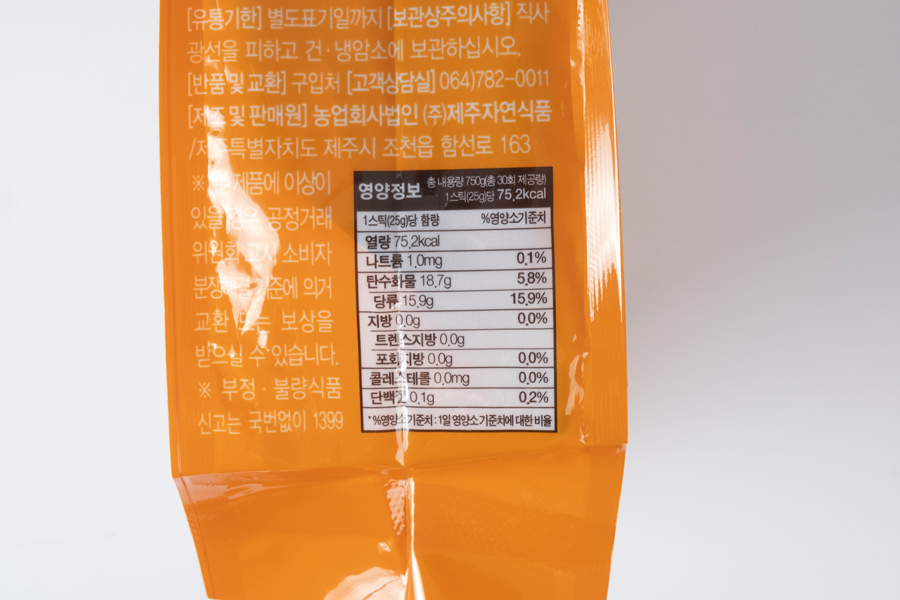 [유통기한] 별도표기일까지 [보관상주의사항] 직사
광선을 피하고 건·냉암소에 보관하십시오.
[반품 및 교환] 구입처 [고객상담실] 064)782-0011
[제조 및 판매원] 농업회사법인 (주)제주자연식품
/제주특별자치도 제주시 조천읍 함선로 163
※ 본 제품에 이상이
있을 경우 공정거래
위원회 고시 소비자
분쟁해결 기준에 의거
교환 또는 보상을
받으실 수 있습니다.
※ 부정·불량식품
신고는 국번없이 1399
영양정보 총 내용량 750g(총 30회 제공량)
1스틱(25g)당 75.2kcal
1스틱(25g)당 함량 %영양소기준치
열량 75.2kcal
나트륨 1.0mg 0.1%
탄수화물 18.7g 5.8%
당류 15.9g 15.9%
지방 0.0g 0.0%
트랜스지방 0.0g
포화지방 0.0g 0.0%
콜레스테롤 0.0mg 0.0%
단백질 0.1g 0.2%
*%영양소기준치:1일 영양소기준치에 대한 비율